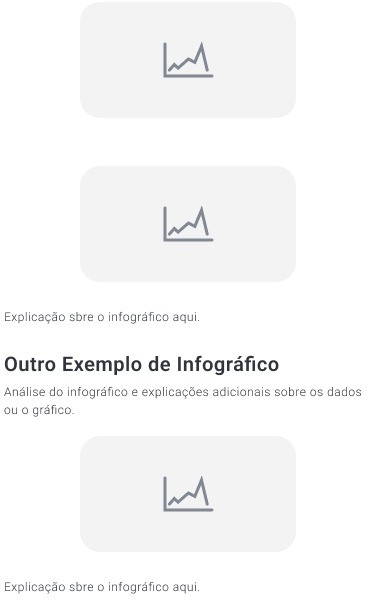 Explicação sbre o infográfico aqui.
Outro Exemplo de Infográfico
Análise do infográfico e explicações adicionais sobre os dados
ou o gráfico.
Explicação sbre o infográfico aqui.